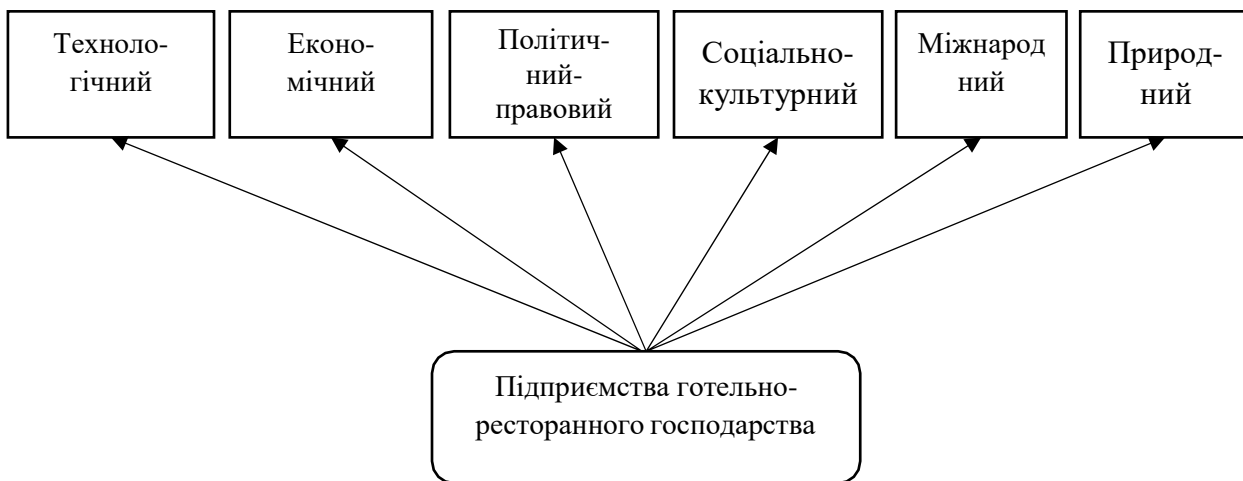 Техноло-
гічний
Еконо-
мічний
Політич-
ний-
правовий
Соціально-
культурний
Міжнарод
ний
Природ-
ний
Підприємства готельно-
ресторанного господарства